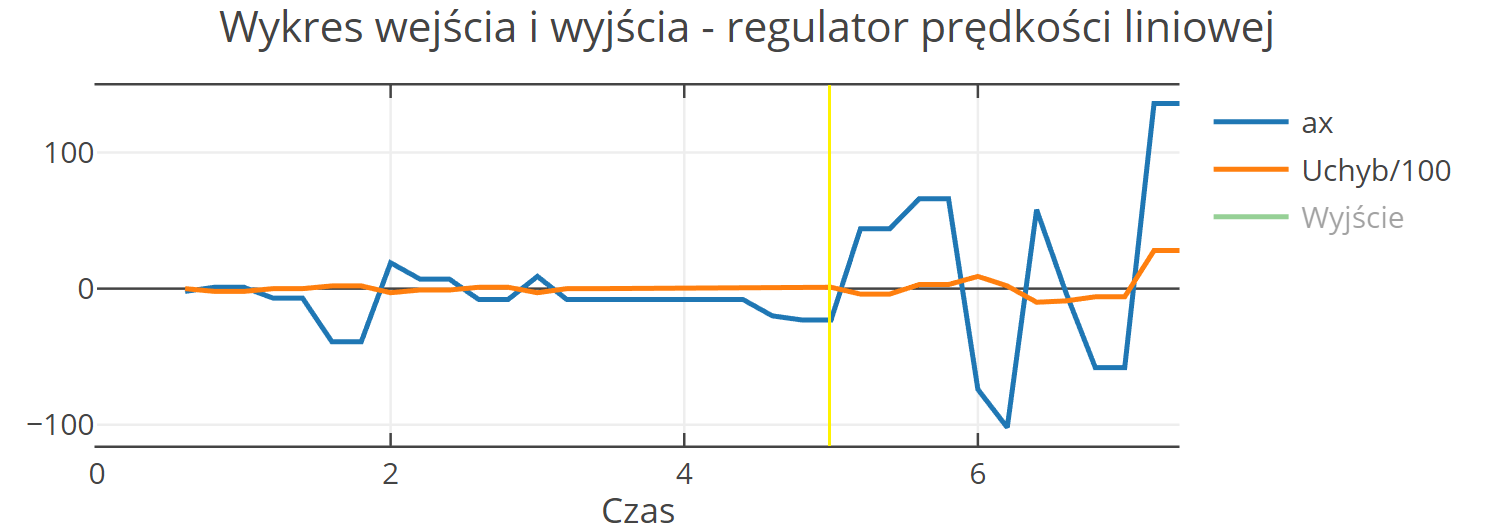 Wykres wejścia i wyjścia - regulator prędkości liniowej
100
0
−100
0 2 4 6
Czas
ax
Uchyb/100
Wyjście